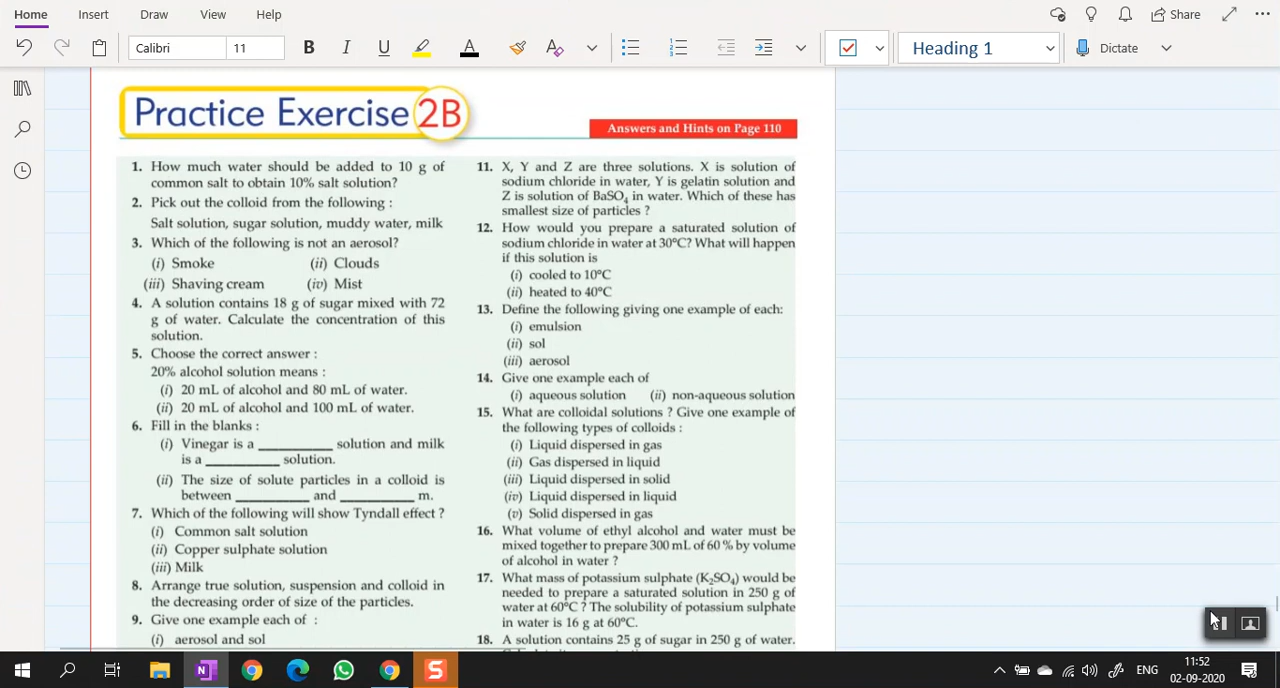 Home Insert Draw View Help
Share
Calibri 11 B I U A A Heading 1 Dictate
Practice Exercise 2B
Answers and Hints on Page 110
1. How much water should be added to 10 g of
common salt to obtain 10% salt solution?
2. Pick out the colloid from the following :
Salt solution, sugar solution, muddy water, milk
3. Which of the following is not an aerosol?
(i) Smoke (ii) Clouds
(iii) Shaving cream (iv) Mist
4. A solution contains 18 g of sugar mixed with 72
g of water. Calculate the concentration of this
solution.
5. Choose the correct answer :
20% alcohol solution means :
(i) 20 mL of alcohol and 80 mL of water.
(ii) 20 mL of alcohol and 100 mL of water.
6. Fill in the blanks :
(i) Vinegar is a __________ solution and milk
is a __________ solution.
(ii) The size of solute particles in a colloid is
between __________ and __________ m.
7. Which of the following will show Tyndall effect ?
(i) Common salt solution
(ii) Copper sulphate solution
(iii) Milk
8. Arrange true solution, suspension and colloid in
the decreasing order of size of the particles.
9. Give one example each of :
(i) aerosol and sol
11. X, Y and Z are three solutions. X is solution of
sodium chloride in water, Y is gelatin solution and
Z is solution of BaSO₄ in water. Which of these has
smallest size of particles ?
12. How would you prepare a saturated solution of
sodium chloride in water at 30°C? What will happen
if this solution is
(i) cooled to 10°C
(ii) heated to 40°C
13. Define the following giving one example of each:
(i) emulsion
(ii) sol
(iii) aerosol
14. Give one example each of
(i) aqueous solution (ii) non-aqueous solution
15. What are colloidal solutions ? Give one example of
the following types of colloids :
(i) Liquid dispersed in gas
(ii) Gas dispersed in liquid
(iii) Liquid dispersed in solid
(iv) Liquid dispersed in liquid
(v) Solid dispersed in gas
16. What volume of ethyl alcohol and water must be
mixed together to prepare 300 mL of 60 % by volume
of alcohol in water ?
17. What mass of potassium sulphate (K₂SO₄) would be
needed to prepare a saturated solution in 250 g of
water at 60°C ? The solubility of potassium sulphate
in water is 16 g at 60°C.
18. A solution contains 25 g of sugar in 250 g of water.
N S ENG 11:52
02-09-2020